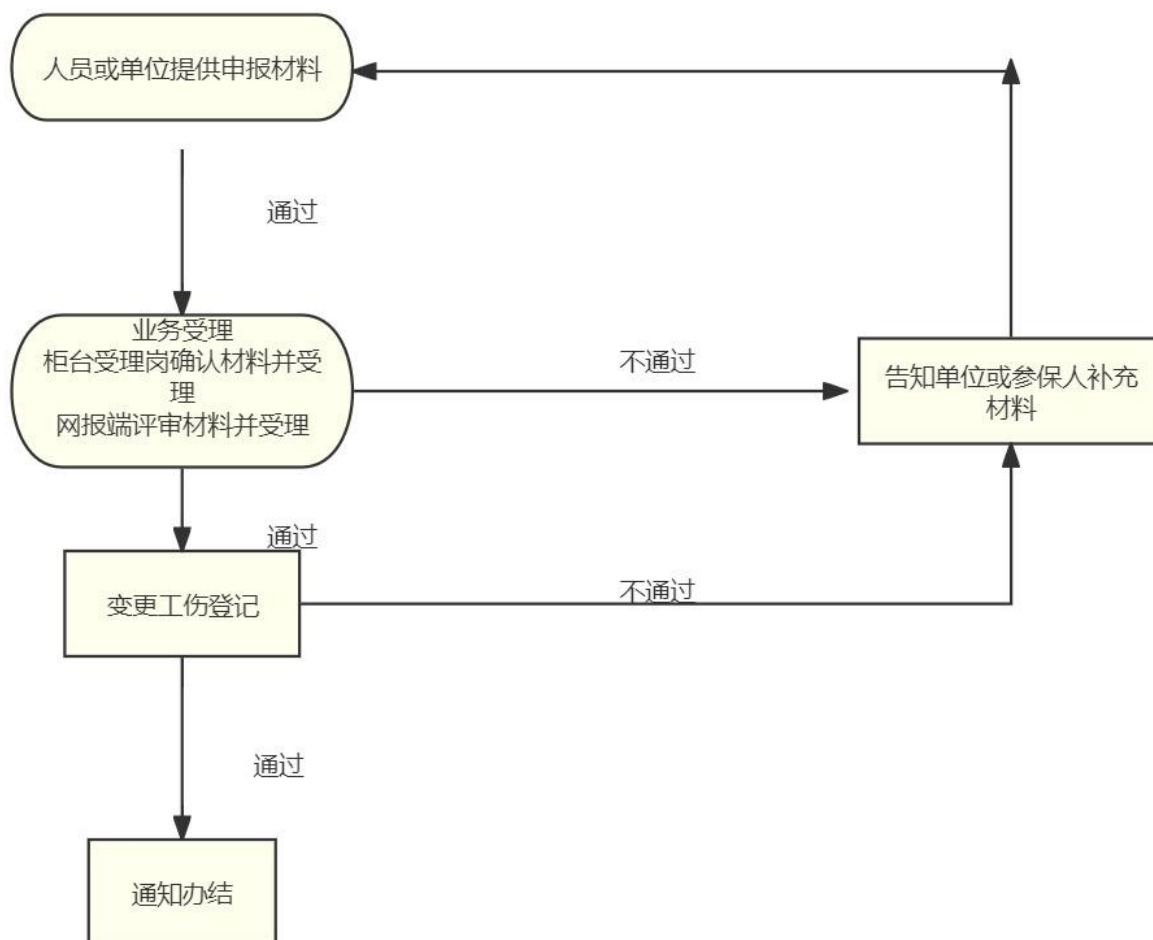 人员或单位提供申报材料
通过
业务受理
柜台受理岗确认材料并受
理
网报端评审材料并受理
不通过
告知单位或参保人补充
材料
通过
变更工伤登记
不通过
通过
通知办结